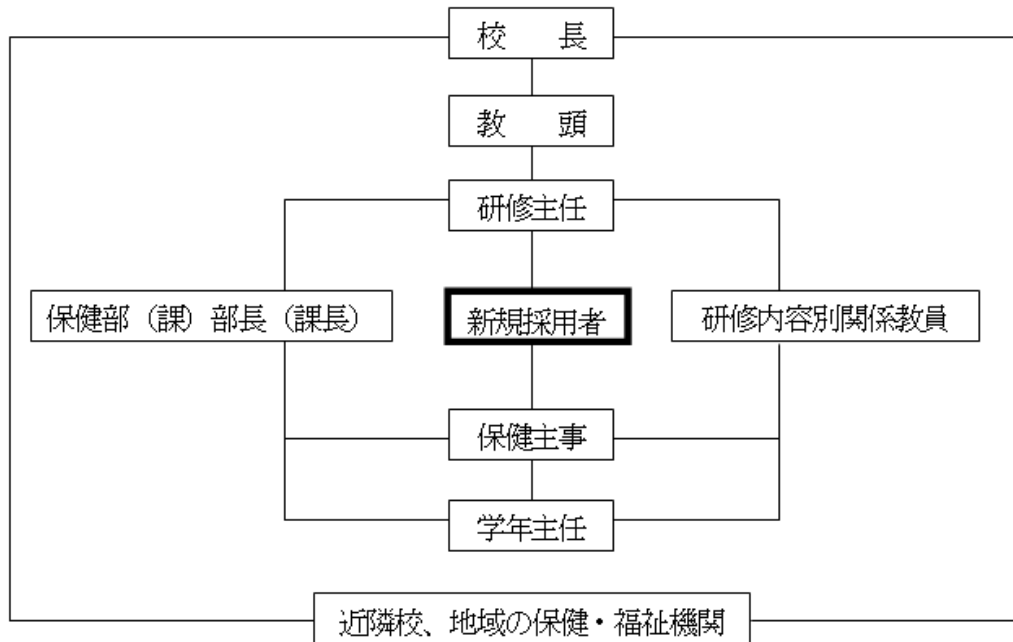 校　長
教　頭
研修主任
保健部（課）部長（課長）
新規採用者
研修内容別関係教員
保健主事
学年主任
近隣校、地域の保健・福祉機関